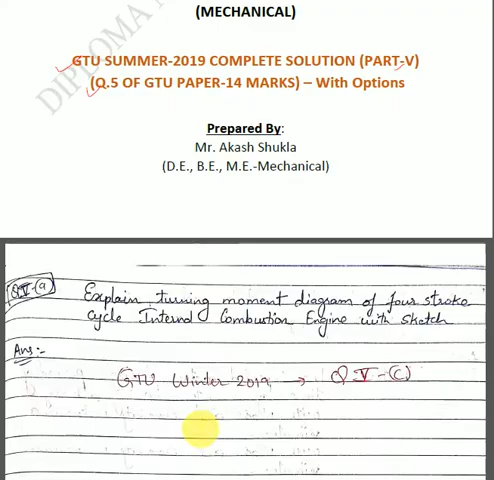 (MECHANICAL)
GTU SUMMER-2019 COMPLETE SOLUTION (PART-V)
(Q.5 OF GTU PAPER-14 MARKS) – With Options
Prepared By:
Mr. Akash Shukla
(D.E., B.E., M.E.-Mechanical)
Q.V-(a) Explain turning moment diagram of four stroke
cycle Internal Combustion Engine with sketch
Ans:-
GTU Winter 2019 → Q V-(C)
DIPLOMA